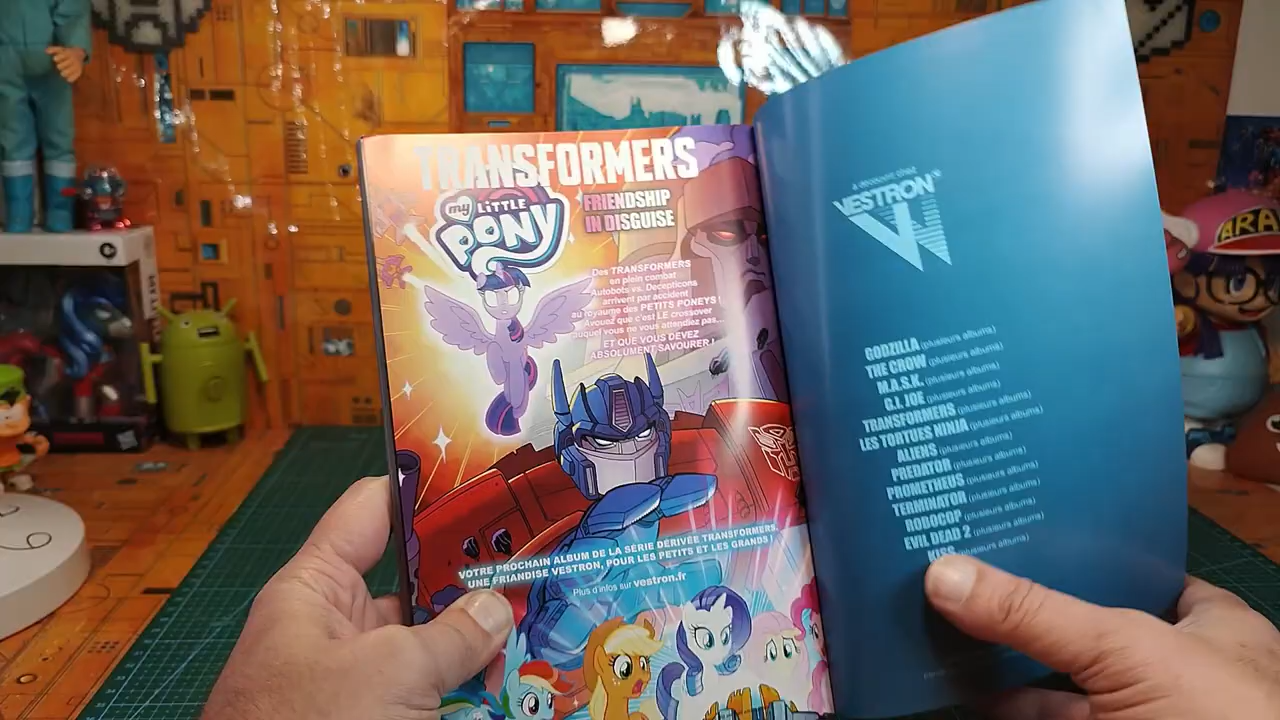 TRANSFORMERS
my LiTTLE
PONY
FRIENDSHIP
IN DISGUISE
Des TRANSFORMERS
en plein combat
Autobots vs. Decepticons
arrivent par accident
au royaume des PETITS PONEYS !
Avouez que c'est LE crossover
auquel vous ne vous attendiez pas...
ET QUE VOUS DEVEZ
ABSOLUMENT SAVOURER !
VOTRE PROCHAIN ALBUM DE LA SÉRIE DÉRIVÉE TRANSFORMERS,
UNE FRIANDISE VESTRON, POUR LES PETITS ET LES GRANDS !
Plus d'infos sur vestron.fr
à découvrir chez
VESTRON
GODZILLA (plusieurs albums)
THE CROW (plusieurs albums)
M.A.S.K. (plusieurs albums)
G.I. JOE (plusieurs albums)
TRANSFORMERS (plusieurs albums)
LES TORTUES NINJA (plusieurs albums)
ALIENS (plusieurs albums)
PREDATOR (plusieurs albums)
PROMETHEUS (plusieurs albums)
TERMINATOR (plusieurs albums)
ROBOCOP (plusieurs albums)
EVIL DEAD 2 (plusieurs albums)
KISS (plusieurs albums)
ARA